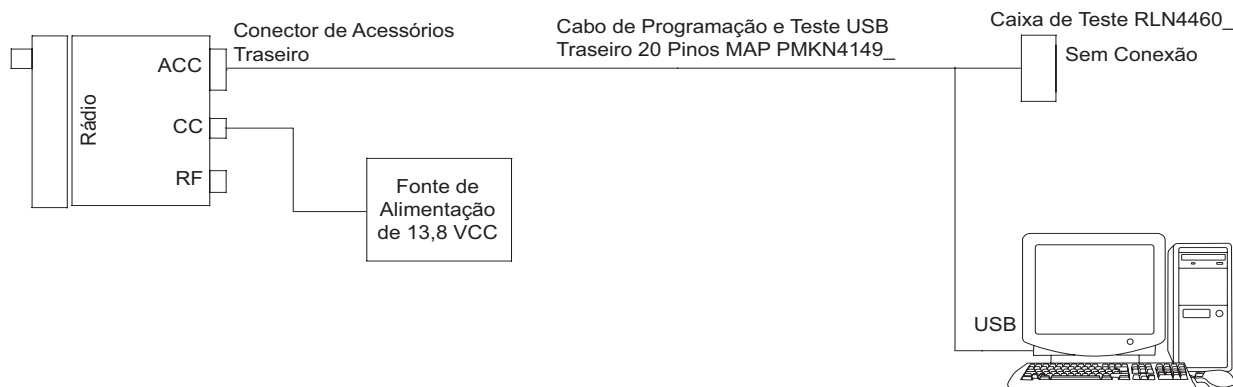 Conector de Acessórios
Traseiro
Cabo de Programação e Teste USB
Traseiro 20 Pinos MAP PMKN4149_
Caixa de Teste RLN4460_
Sem Conexão
ACC
Rádio
CC
RF
Fonte de
Alimentação
de 13,8 VCC
USB